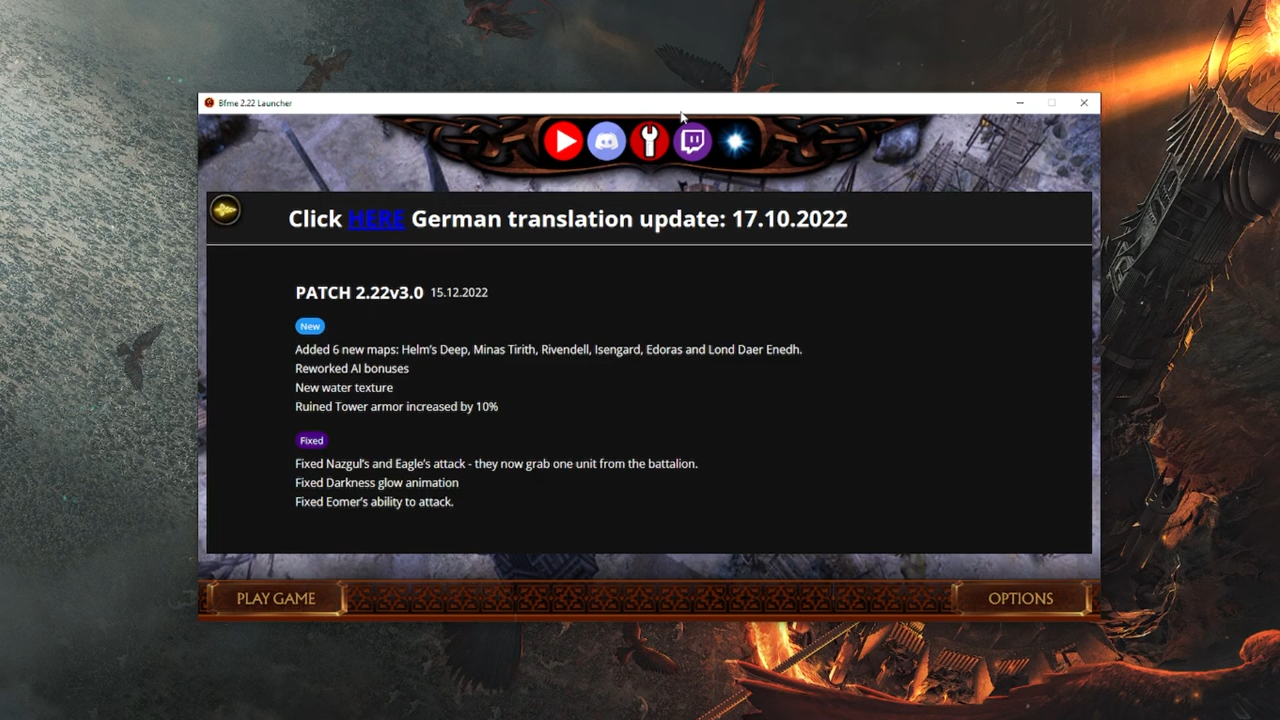 Bfme 2.22 Launcher
Click HERE German translation update: 17.10.2022
PATCH 2.22v3.0 15.12.2022
New
Added 6 new maps: Helm's Deep, Minas Tirith, Rivendell, Isengard, Edoras and Lond Daer Enedh.
Reworked AI bonuses
New water texture
Ruined Tower armor increased by 10%
Fixed
Fixed Nazgul's and Eagle's attack - they now grab one unit from the battalion.
Fixed Darkness glow animation
Fixed Eomer's ability to attack.
PLAY GAME
OPTIONS